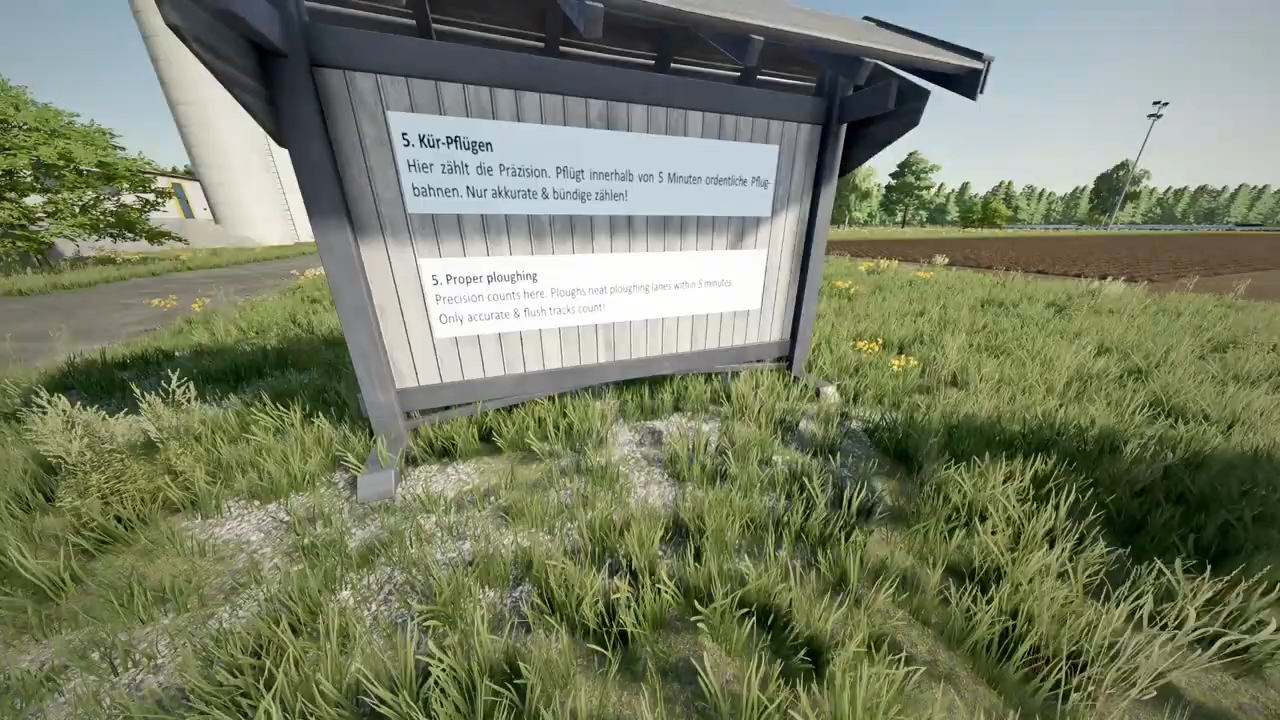 5. Kür-Pflügen
Hier zählt die Präzision. Pflügt innerhalb von 5 Minuten ordentliche Pflug-
bahnen. Nur akkurate & bündige zählen!
5. Proper ploughing
Precision counts here. Ploughs neat ploughing lanes within 5 minutes.
Only accurate & flush tracks count!